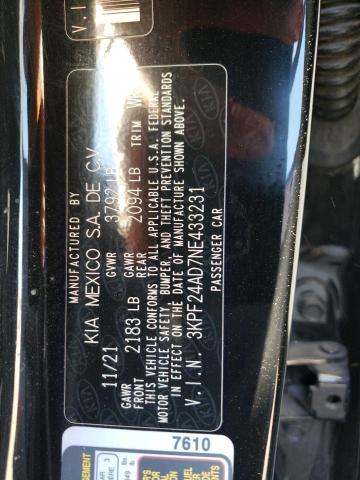 MANUFACTURED BY
KIA MEXICO S.A. DE C.V.
11/21 GVWR 3792 LB
GAWR FRONT 2183 LB GAWR REAR 2094 LB TRIM
THIS VEHICLE CONFORMS TO ALL APPLICABLE U.S.A. FEDERAL
MOTOR VEHICLE SAFETY, BUMPER, AND THEFT PREVENTION STANDARDS
IN EFFECT ON THE DATE OF MANUFACTURE SHOWN ABOVE.
V.I.N. 3KPF24AD7NE433231
PASSENGER CAR
V.I.
7610